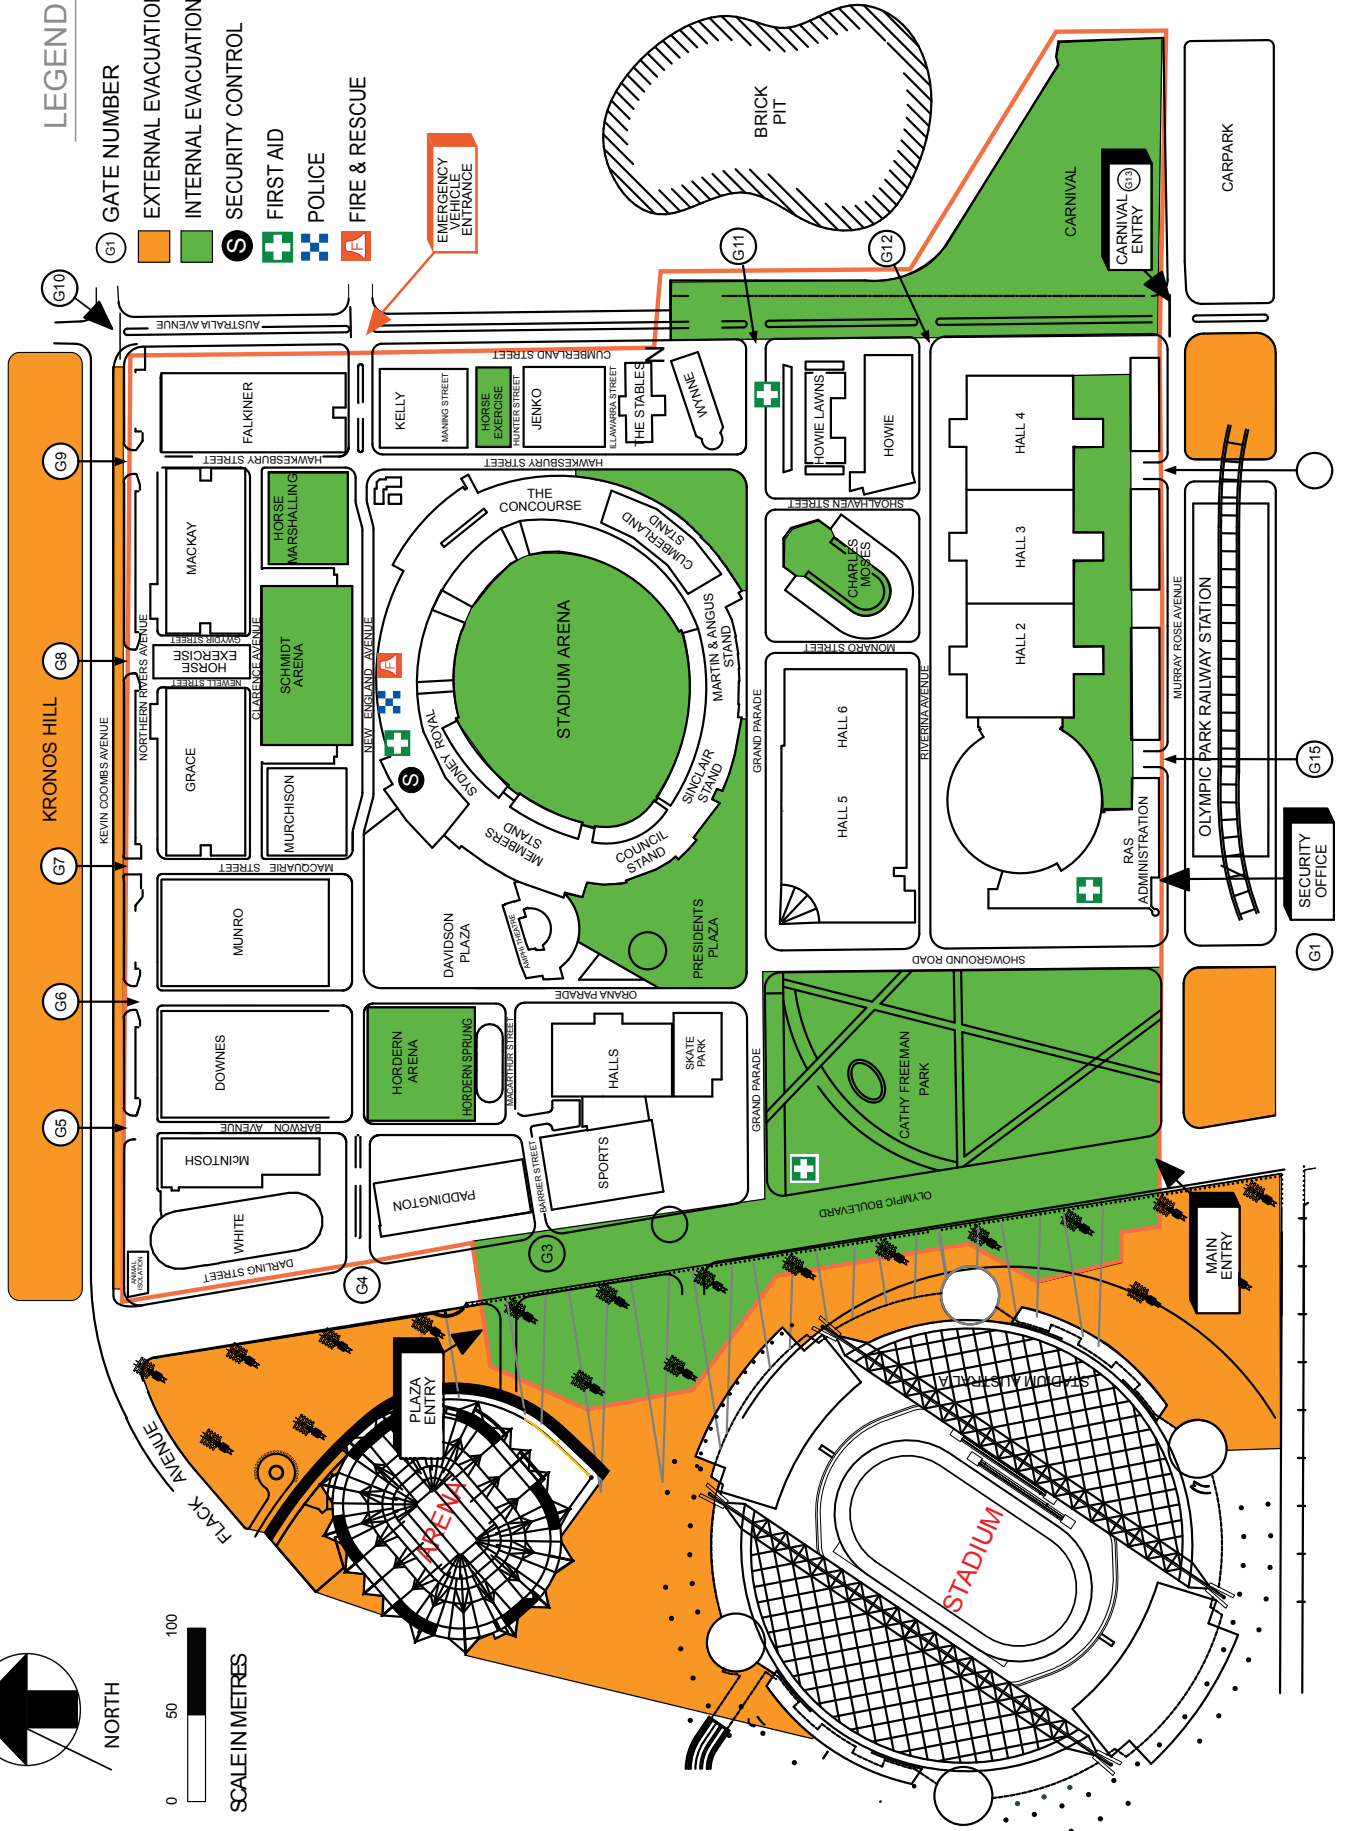 LEGEND
G1 GATE NUMBER
EXTERNAL EVACUATION
INTERNAL EVACUATION
S SECURITY CONTROL
FIRST AID
POLICE
F FIRE & RESCUE
EMERGENCY
VEHICLE
ENTRANCE
BRICK
PIT
CARNIVAL
CARNIVAL
ENTRY
G13
CARPARK
G10
G11
G12
AUSTRALIA AVENUE
CUMBERLAND STREET
KRONOS HILL
KEVIN COOMBS AVENUE
NORTHERN RIVERS AVENUE
G9
G8
G7
G6
G5
FALKINER
HAWKESBURY STREET
MACKAY
HORSE
MARSHALLING
GWYDIR STREET
HORSE
EXERCISE
NEWELL STREET
CLARENCE AVENUE
SCHMIDT
ARENA
NEW ENGLAND AVENUE
GRACE
MURCHISON
MACQUARIE STREET
MUNRO
DOWNES
BARWON AVENUE
McINTOSH
WHITE
ANIMAL
ISOLATION
DARLING STREET
G4
KELLY
MANING STREET
HORSE
EXERCISE
HUNTER STREET
JENKO
ILLAWARRA STREET
THE STABLES
WYNNE
N
HAWKESBURY STREET
THE
CONCOURSE
CUMBERLAND
STAND
STADIUM ARENA
MARTIN & ANGUS
STAND
SINCLAIR
STAND
COUNCIL
STAND
MEMBERS
STAND
SYDNEY ROYAL
F
S
DAVIDSON
PLAZA
AMPHI THEATRE
PRESIDENTS
PLAZA
ORANA PARADE
HORDERN
ARENA
HORDERN SPRUNG
MACARTHUR STREET
HALLS
SKATE
PARK
SPORTS
BARRIER STREET
PADDINGTON
G3
GRAND PARADE
GRAND PARADE
HOWIE LAWNS
HOWIE
SHOALHAVEN STREET
CHARLES
MOSES
MONARO STREET
HALL 6
HALL 5
RIVERINA AVENUE
HALL 4
HALL 3
HALL 2
RAS
ADMINISTRATION
SHOWGROUND ROAD
CATHY FREEMAN
PARK
OLYMPIC BOULEVARD
MURRAY ROSE AVENUE
OLYMPIC PARK RAILWAY STATION
G15
SECURITY
OFFICE
G1
MAIN
ENTRY
PLAZA
ENTRY
FLACK AVENUE
ARENA
STADIUM AUSTRALIA
STADIUM
NORTH
0 50 100
SCALE IN METRES